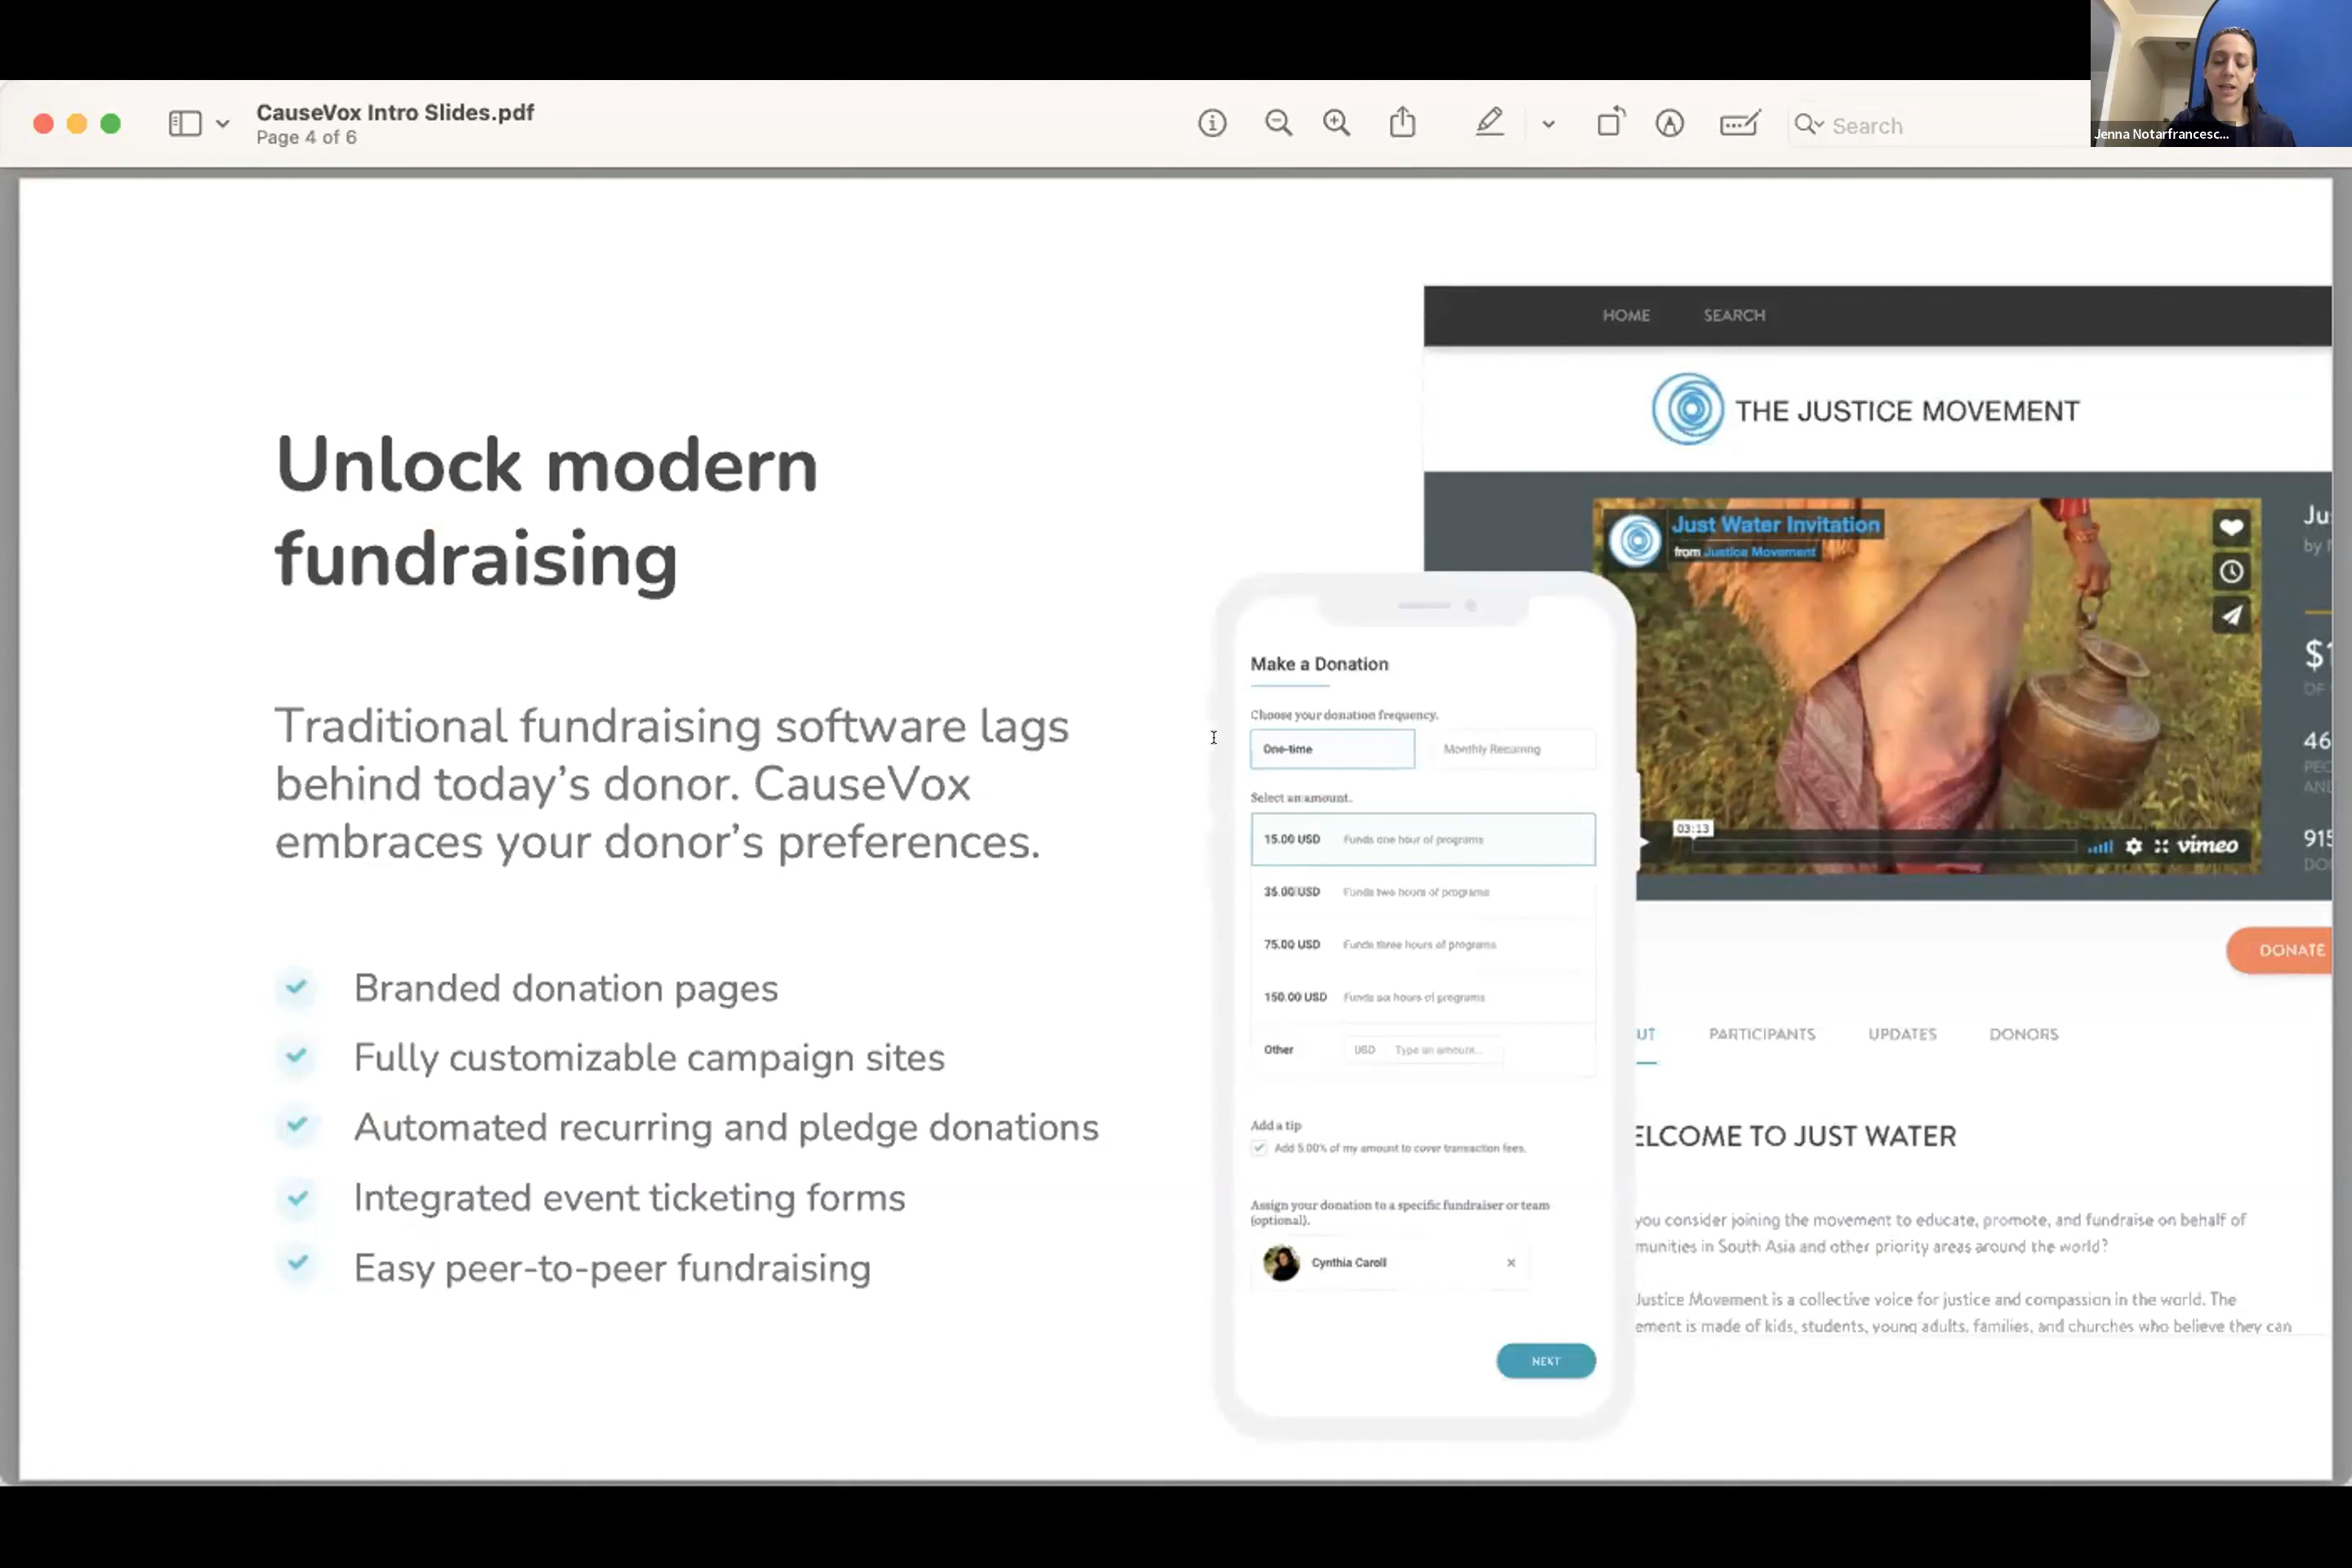 CauseVox Intro Slides.pdf
Page 4 of 6
Search
Jenna Notarfrancesc...
Unlock modern
fundraising
Traditional fundraising software lags
behind today's donor. CauseVox
embraces your donor's preferences.
Branded donation pages
Fully customizable campaign sites
Automated recurring and pledge donations
Integrated event ticketing forms
Easy peer-to-peer fundraising
HOME SEARCH
THE JUSTICE MOVEMENT
Just Water Invitation
from Justice Movement
03:13
vimeo
Ju
by
$1
OF
46
PEO
AND
915
DO
DONATE
UT PARTICIPANTS UPDATES DONORS
ELCOME TO JUST WATER
you consider joining the movement to educate, promote, and fundraise on behalf of
munities in South Asia and other priority areas around the world?
Justice Movement is a collective voice for justice and compassion in the world. The
ement is made of kids, students, young adults, families, and churches who believe they can
Make a Donation
Choose your donation frequency.
One-time Monthly Recurring
Select an amount.
15.00 USD Funds one hour of programs
35.00 USD Funds two hours of programs
75.00 USD Funds three hours of programs
150.00 USD Funds six hours of programs
Other USD Type an amount...
Add a tip
Add 5.00% of my amount to cover transaction fees.
Assign your donation to a specific fundraiser or team
(optional).
Cynthia Caroll
NEXT